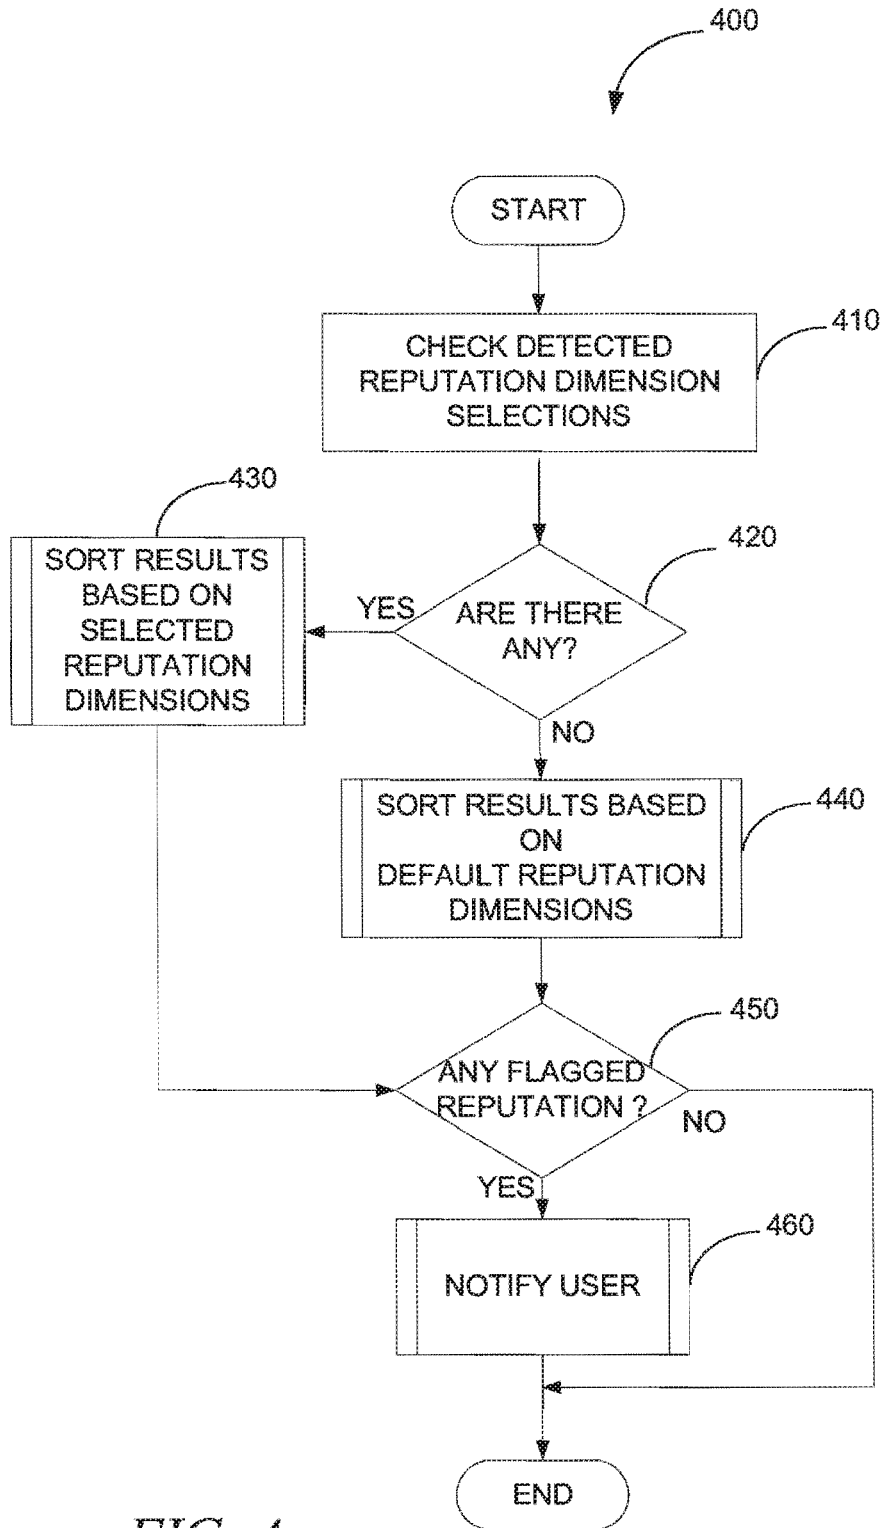 400
START
410
CHECK DETECTED
REPUTATION DIMENSION
SELECTIONS
430
420
SORT RESULTS
BASED ON
SELECTED
REPUTATION
DIMENSIONS
YES
ARE THERE
ANY?
NO
440
SORT RESULTS BASED
ON
DEFAULT REPUTATION
DIMENSIONS
450
ANY FLAGGED
REPUTATION ?
NO
YES
460
NOTIFY USER
END
FIG. 4